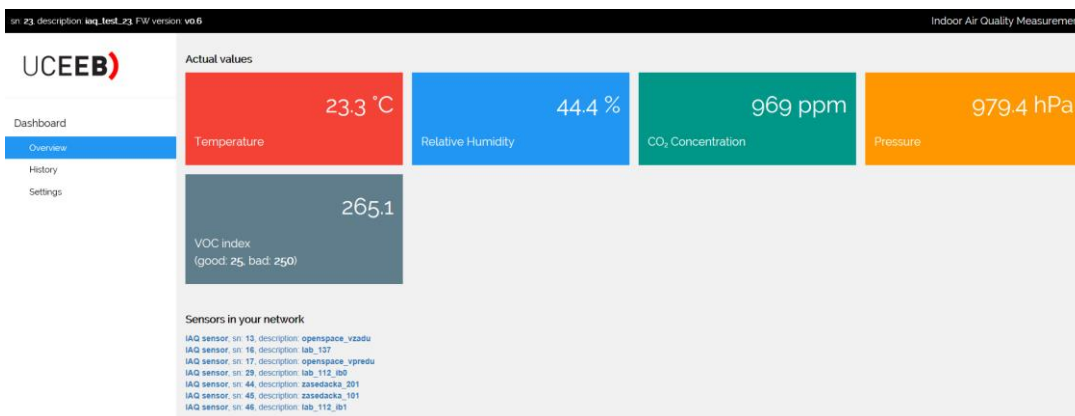 sn: 23, description: iaq_test_23, FW version: v0.6
Indoor Air Quality Measureme
UCEEB
Dashboard
Overview
History
Settings
Actual values
23.3 °C
Temperature
44.4 %
Relative Humidity
969 ppm
CO₂ Concentration
979.4 hPa
Pressure
265.1
VOC index
(good: 25, bad: 250)
Sensors in your network
IAQ sensor, sn: 13, description: openspace_vzadu
IAQ sensor, sn: 16, description: lab_137
IAQ sensor, sn: 17, description: openspace_vpredu
IAQ sensor, sn: 29, description: lab_112_ib0
IAQ sensor, sn: 44, description: zasedacka_201
IAQ sensor, sn: 45, description: zasedacka_101
IAQ sensor, sn: 46, description: lab_112_ib1